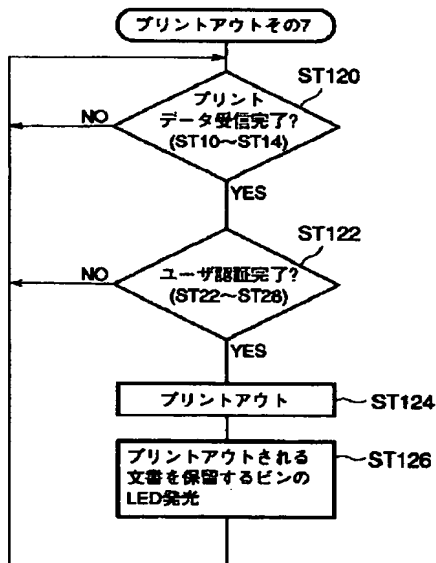 プリントアウトその7
ST120
プリント
データ受信完了?
(ST10~ST14)
NO
YES
ST122
ユーザ認証完了?
(ST22~ST28)
NO
YES
プリントアウト
ST124
プリントアウトされる
文書を保留するビンの
LED発光
ST126